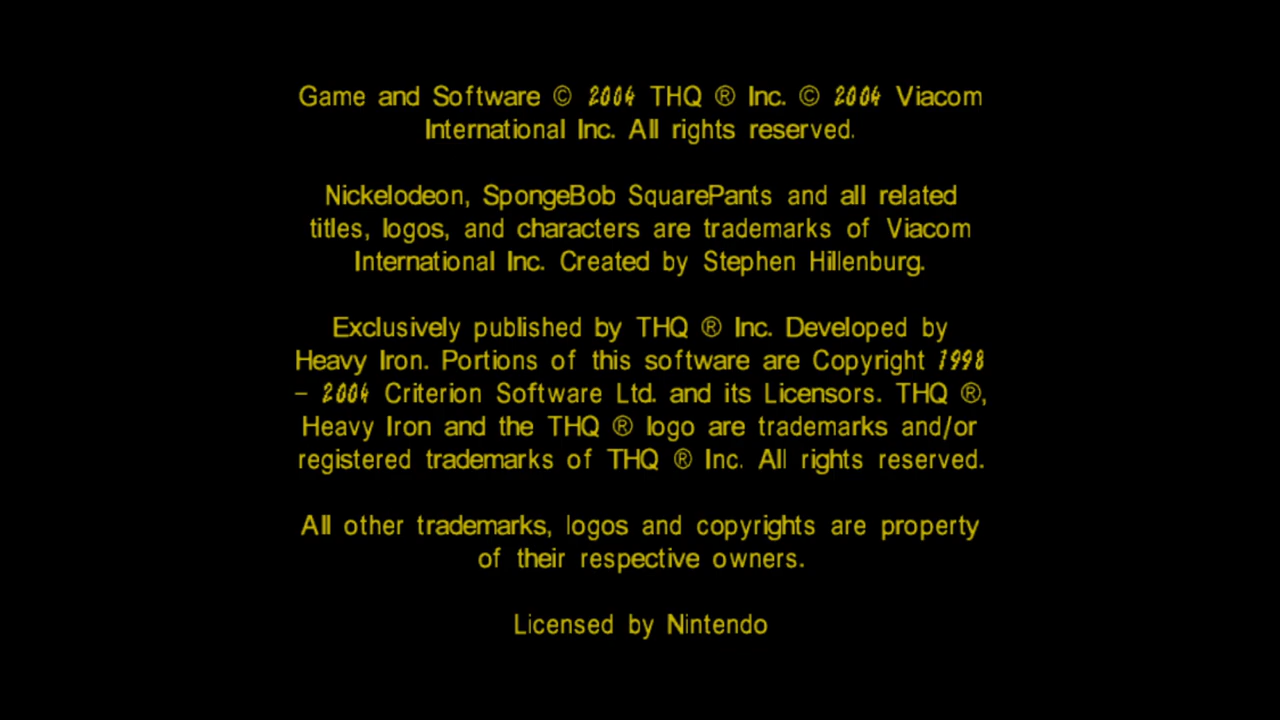 Game and Software © 2004 THQ ® Inc. © 2004 Viacom
International Inc. All rights reserved.
Nickelodeon, SpongeBob SquarePants and all related
titles, logos, and characters are trademarks of Viacom
International Inc. Created by Stephen Hillenburg.
Exclusively published by THQ ® Inc. Developed by
Heavy Iron. Portions of this software are Copyright 1998
– 2004 Criterion Software Ltd. and its Licensors. THQ ®,
Heavy Iron and the THQ ® logo are trademarks and/or
registered trademarks of THQ ® Inc. All rights reserved.
All other trademarks, logos and copyrights are property
of their respective owners.
Licensed by Nintendo